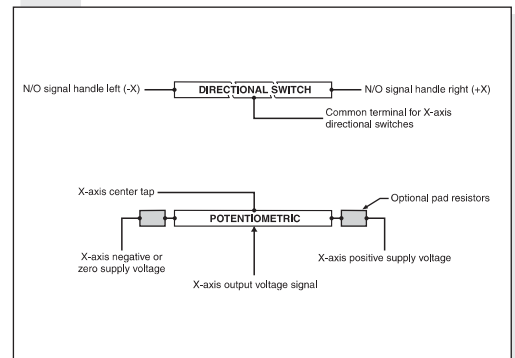 N/O signal handle left (-X)
DIRECTIONAL SWITCH
N/O signal handle right (+X)
Common terminal for X-axis
directional switches
X-axis center tap
Optional pad resistors
POTENTIOMETRIC
X-axis negative or
zero supply voltage
X-axis positive supply voltage
X-axis output voltage signal